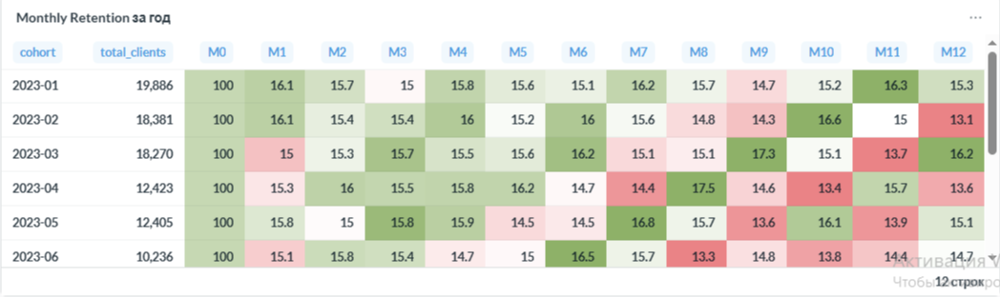 Monthly Retention за год
cohort total_clients M0 M1 M2 M3 M4 M5 M6 M7 M8 M9 M10 M11 M12
2023-01 19,886 100 16.1 15.7 15 15.8 15.6 15.1 16.2 15.7 14.7 15.2 16.3 15.3
2023-02 18,381 100 16.1 15.4 15.4 16 15.2 16 15.6 14.8 14.3 16.6 15 13.1
2023-03 18,270 100 15 15.3 15.7 15.5 15.6 16.2 15.1 15.1 17.3 15.1 13.7 16.2
2023-04 12,423 100 15.3 16 15.5 15.8 16.2 14.7 14.4 17.5 14.6 13.4 15.7 13.6
2023-05 12,405 100 15.8 15 15.8 15.9 14.5 14.5 16.8 15.7 13.6 16.1 13.9 15.1
2023-06 10,236 100 15.1 15.8 15.4 14.7 15 16.5 15.7 13.3 14.8 13.8 14.4 14.7
Активация W
Чтобы
12 строк